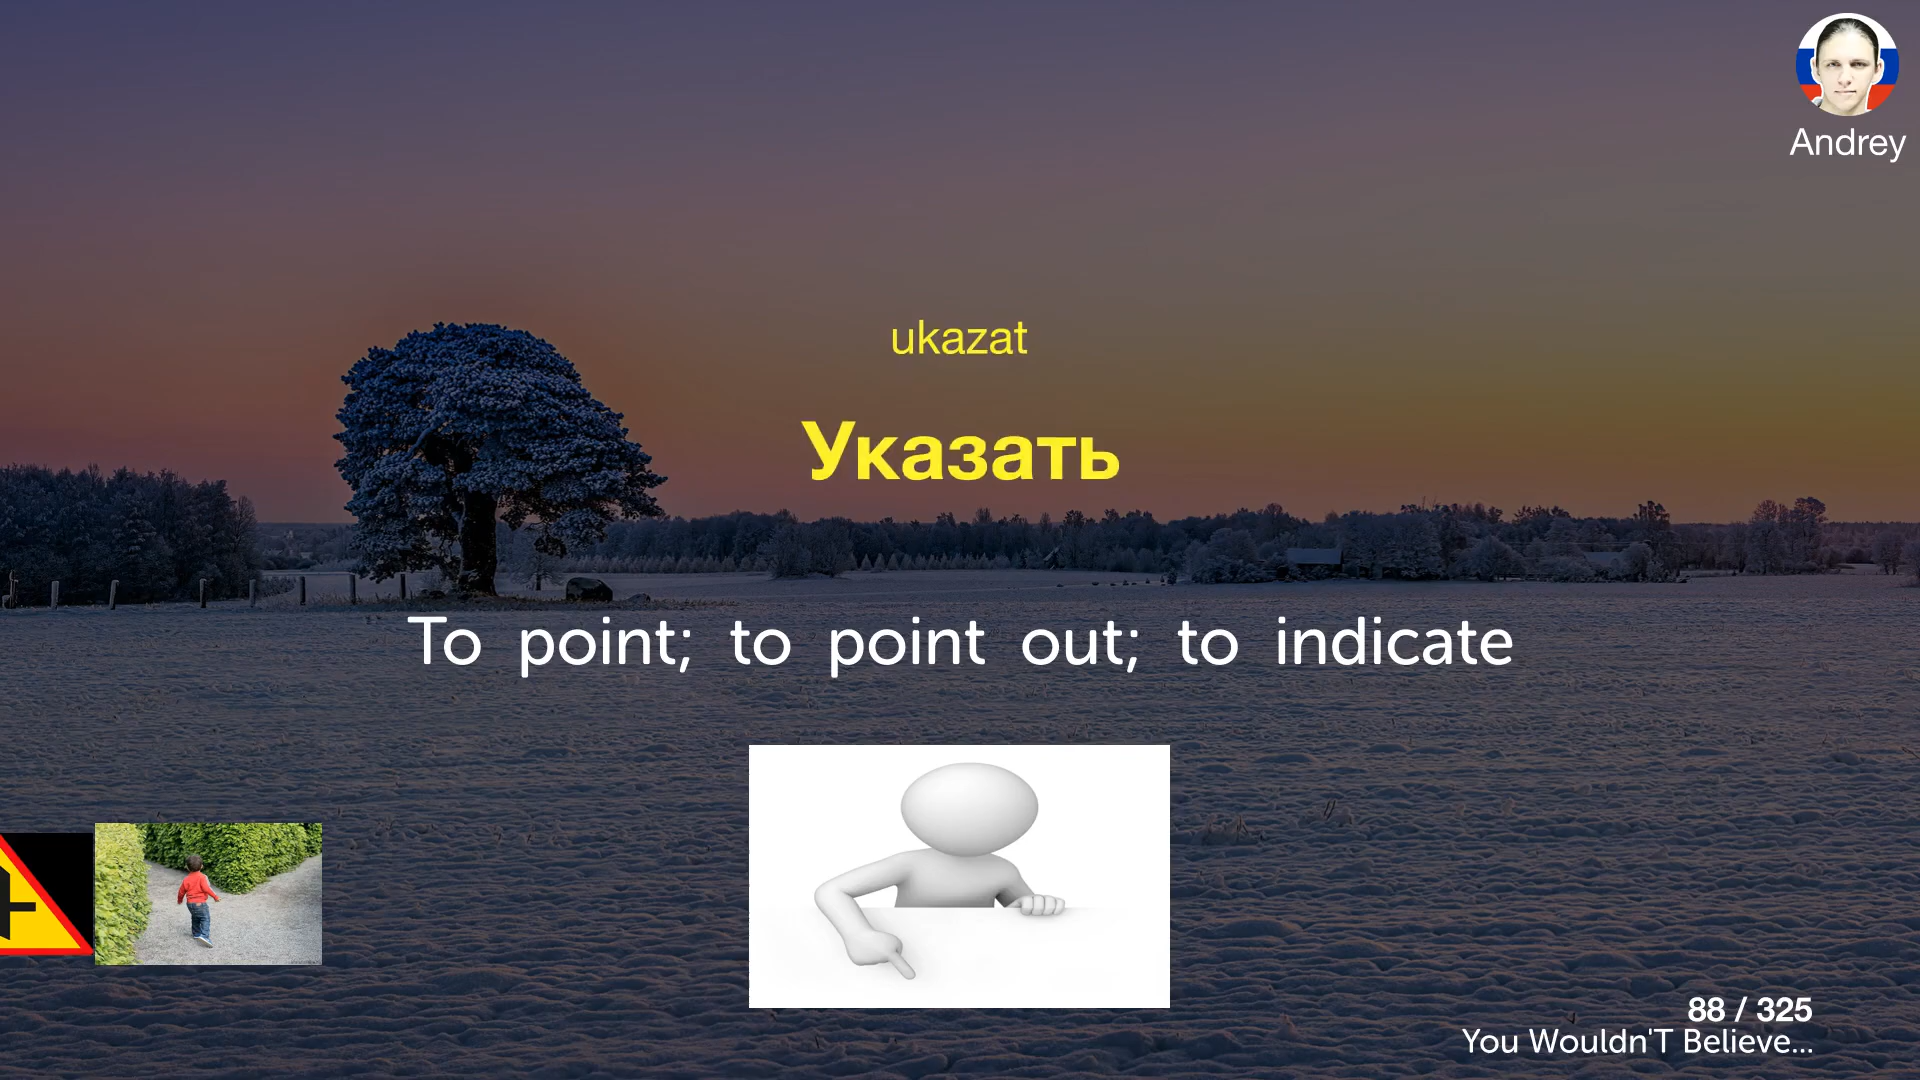 Andrey
ukazat
Указать
To point; to point out; to indicate
88 / 325
You Wouldn'T Believe...